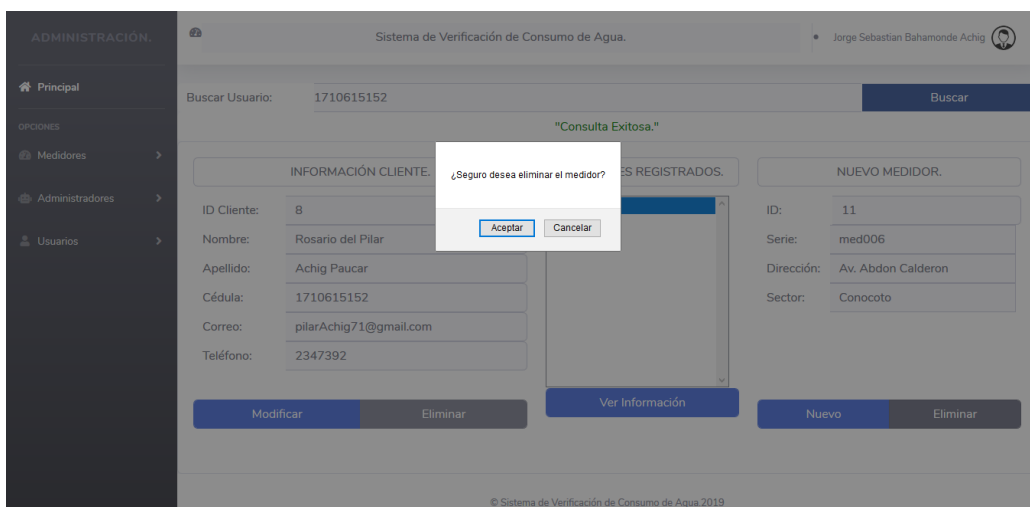 ADMINISTRACIÓN.
Sistema de Verificación de Consumo de Agua.
Jorge Sebastian Bahamonde Achig
Principal
OPCIONES
Medidores
Administradores
Usuarios
Buscar Usuario: 1710615152 Buscar
"Consulta Exitosa."
¿Seguro desea eliminar el medidor?
Aceptar Cancelar
INFORMACIÓN CLIENTE.
ID Cliente: 8
Nombre: Rosario del Pilar
Apellido: Achig Paucar
Cédula: 1710615152
Correo: pilarAchig71@gmail.com
Teléfono: 2347392
Modificar Eliminar
REGISTRADOS.
Ver Información
NUEVO MEDIDOR.
ID: 11
Serie: med006
Dirección: Av. Abdon Calderon
Sector: Conocoto
Nuevo Eliminar
© Sistema de Verificación de Consumo de Agua 2019